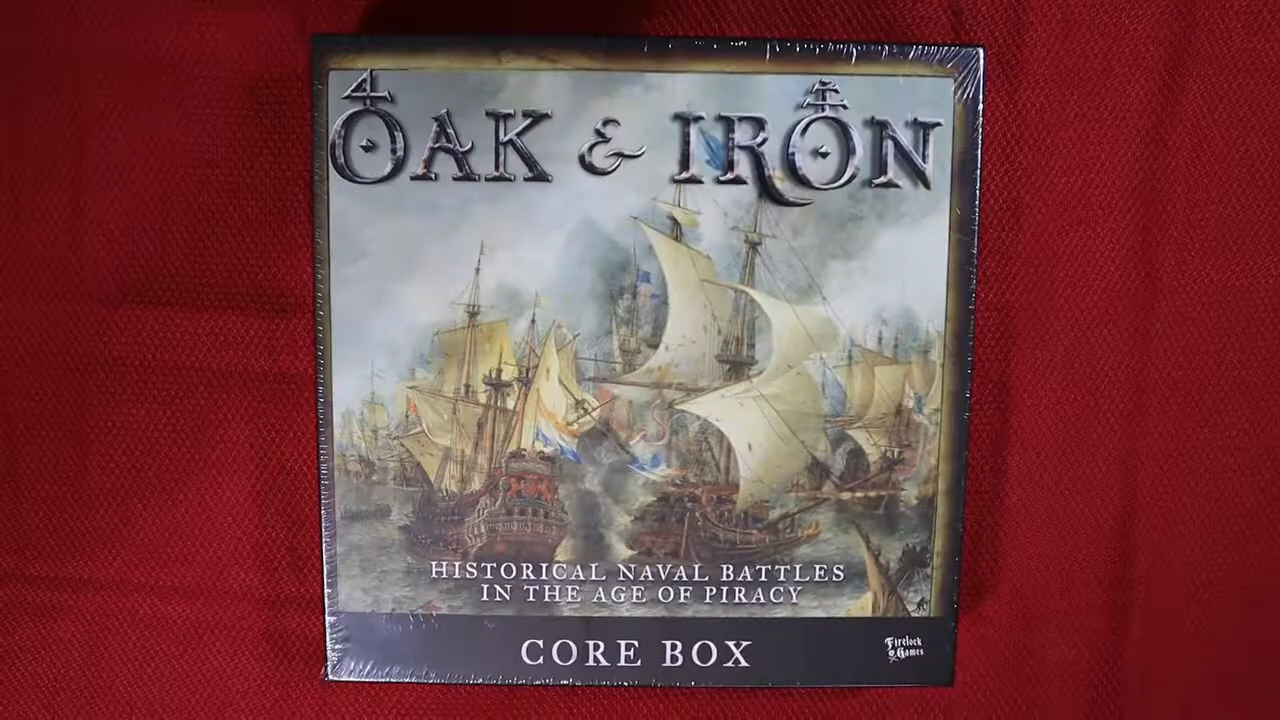 OAK & IRON
HISTORICAL NAVAL BATTLES
IN THE AGE OF PIRACY
CORE BOX
Firelock
Games